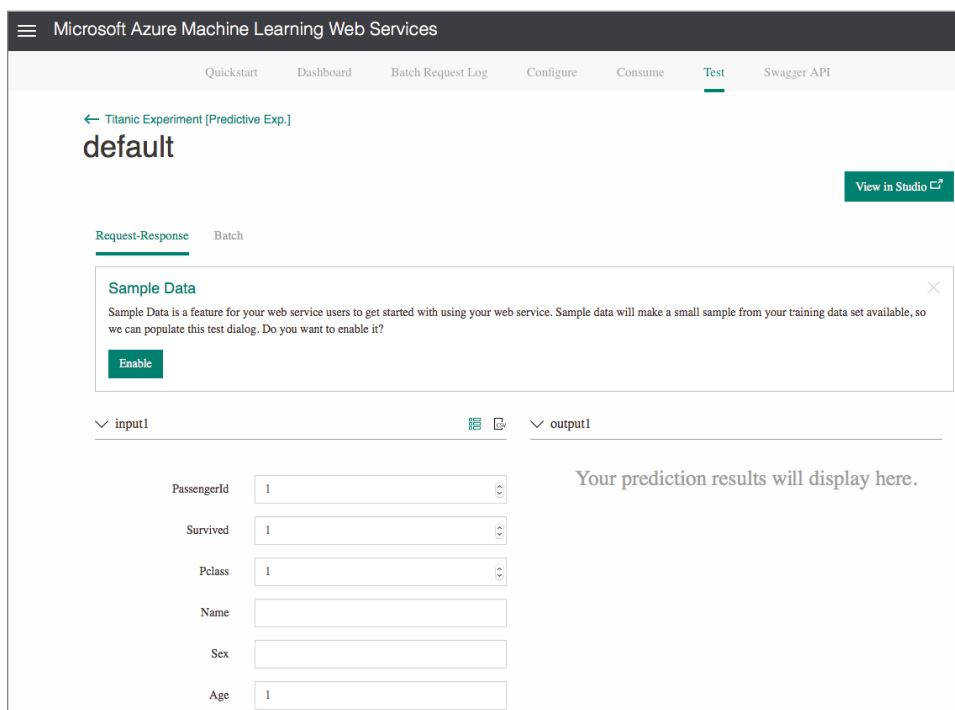 Microsoft Azure Machine Learning Web Services
Quickstart Dashboard Batch Request Log Configure Consume Test Swagger API
← Titanic Experiment [Predictive Exp.]
default
View in Studio
Request-Response Batch
Sample Data
Sample Data is a feature for your web service users to get started with using your web service. Sample data will make a small sample from your training data set available, so
we can populate this test dialog. Do you want to enable it?
Enable
input1 CSV output1
Your prediction results will display here.
PassengerId 1
Survived 1
Pclass 1
Name
Sex
Age 1